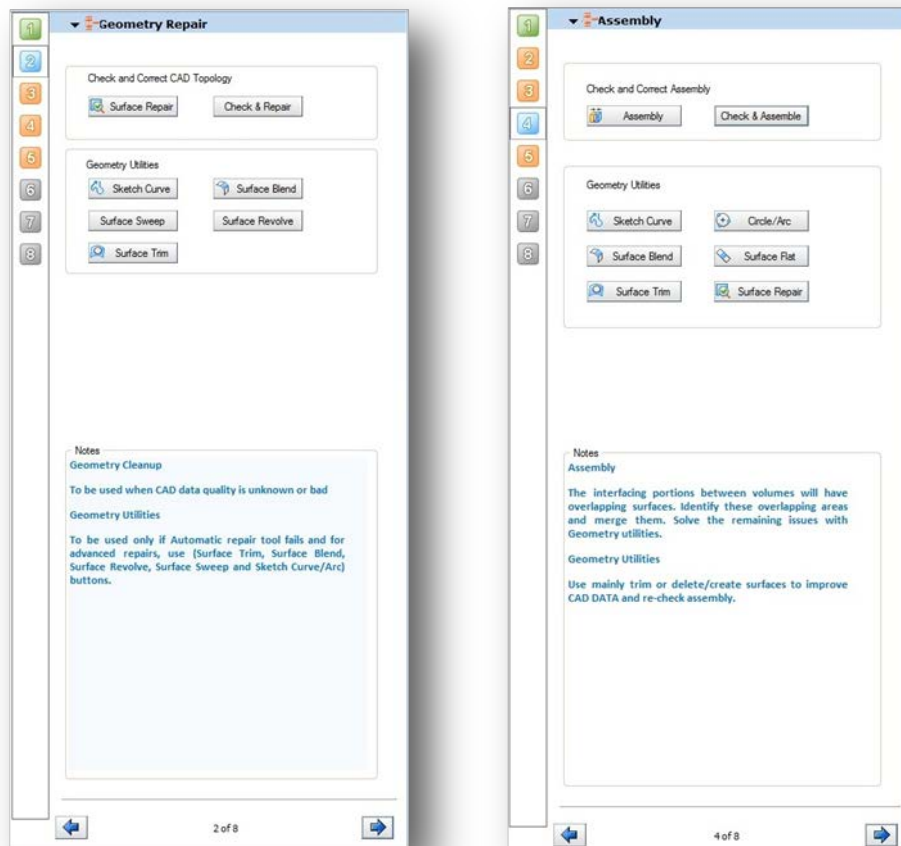 Geometry Repair
1
2
3
4
5
6
7
8
Check and Correct CAD Topology
Surface Repair
Check & Repair
Geometry Utilities
Sketch Curve
Surface Blend
Surface Sweep
Surface Revolve
Surface Trim
Notes
Geometry Cleanup
To be used when CAD data quality is unknown or bad
Geometry Utilities
To be used only if Automatic repair tool fails and for
advanced repairs, use (Surface Trim, Surface Blend,
Surface Revolve, Surface Sweep and Sketch Curve/Arc)
buttons.
2 of 8
Assembly
1
2
3
4
5
6
7
8
Check and Correct Assembly
Assembly
Check & Assemble
Geometry Utilities
Sketch Curve
Circle/Arc
Surface Blend
Surface Flat
Surface Trim
Surface Repair
Notes
Assembly
The interfacing portions between volumes will have
overlapping surfaces. Identify these overlapping areas
and merge them. Solve the remaining issues with
Geometry utilities.
Geometry Utilities
Use mainly trim or delete/create surfaces to improve
CAD DATA and re-check assembly.
4 of 8